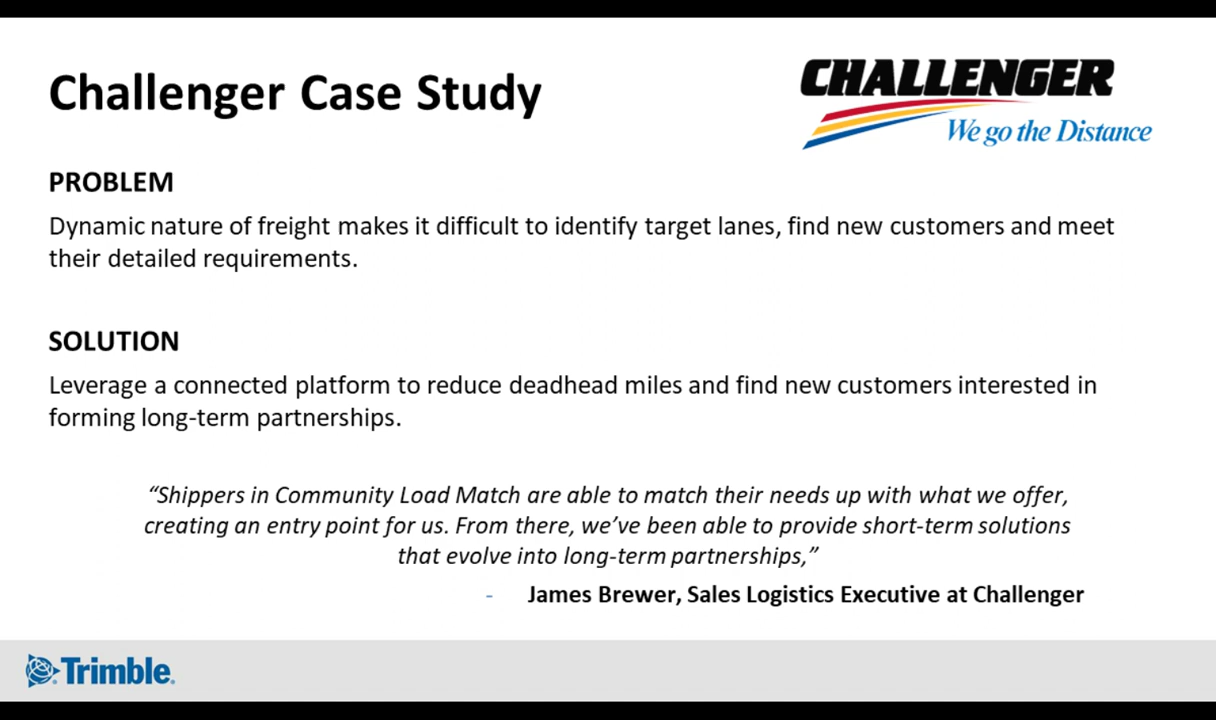 Challenger Case Study
CHALLENGER
We go the Distance
PROBLEM
Dynamic nature of freight makes it difficult to identify target lanes, find new customers and meet
their detailed requirements.
SOLUTION
Leverage a connected platform to reduce deadhead miles and find new customers interested in
forming long-term partnerships.
“Shippers in Community Load Match are able to match their needs up with what we offer,
creating an entry point for us. From there, we’ve been able to provide short-term solutions
that evolve into long-term partnerships,”
- James Brewer, Sales Logistics Executive at Challenger
Trimble.